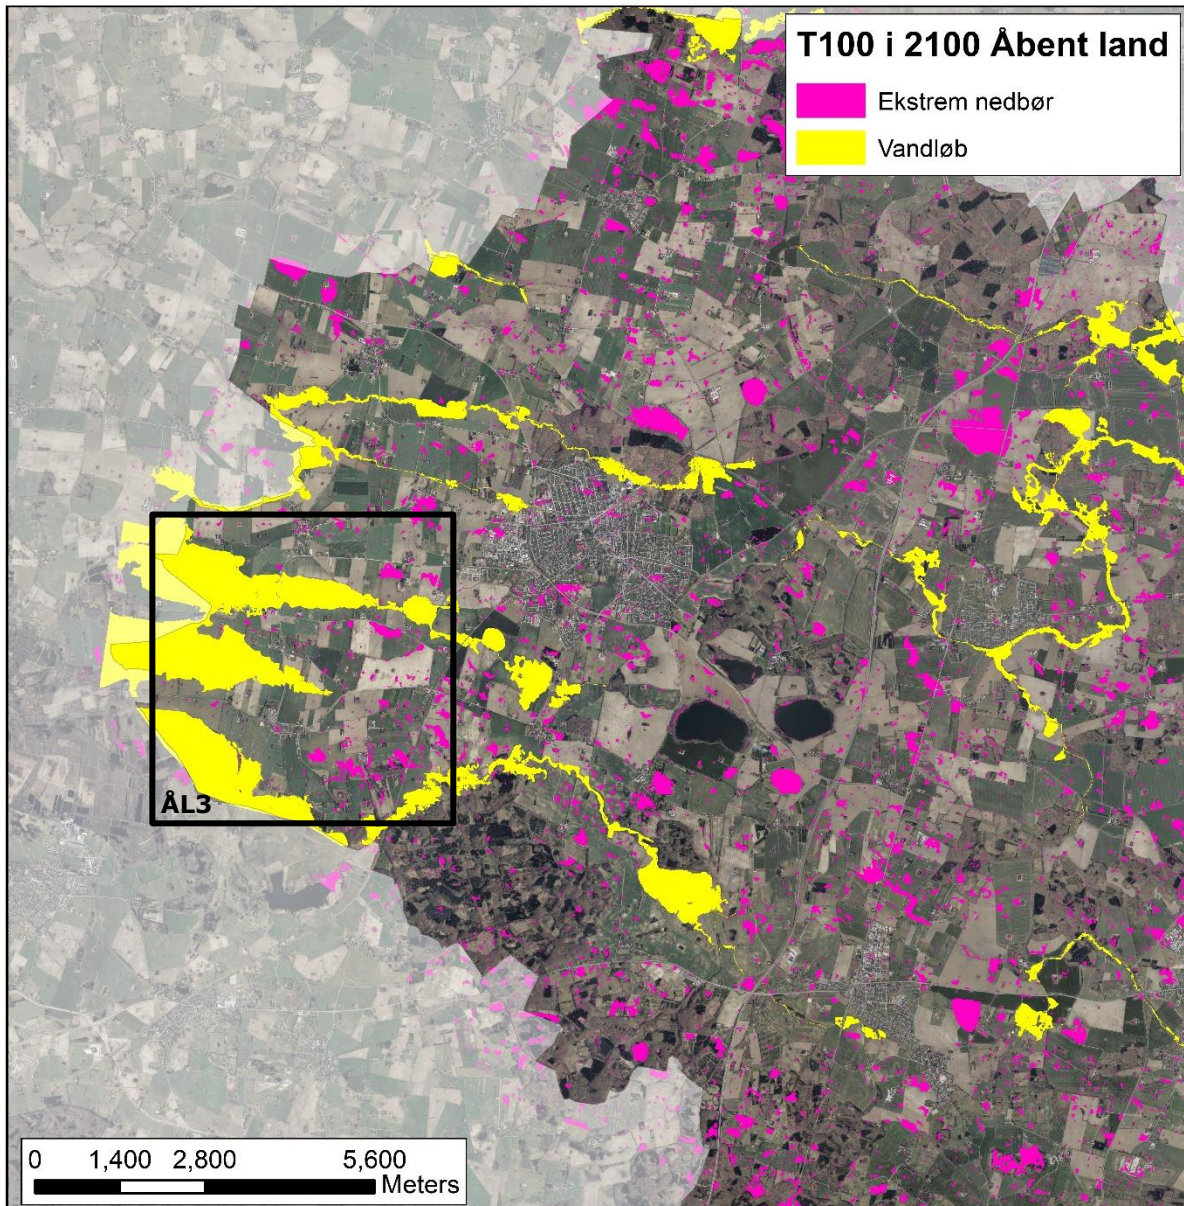 T100 i 2100 Åbent land
Ekstrem nedbør
Vandløb
ÅL3
0 1,400 2,800 5,600
Meters